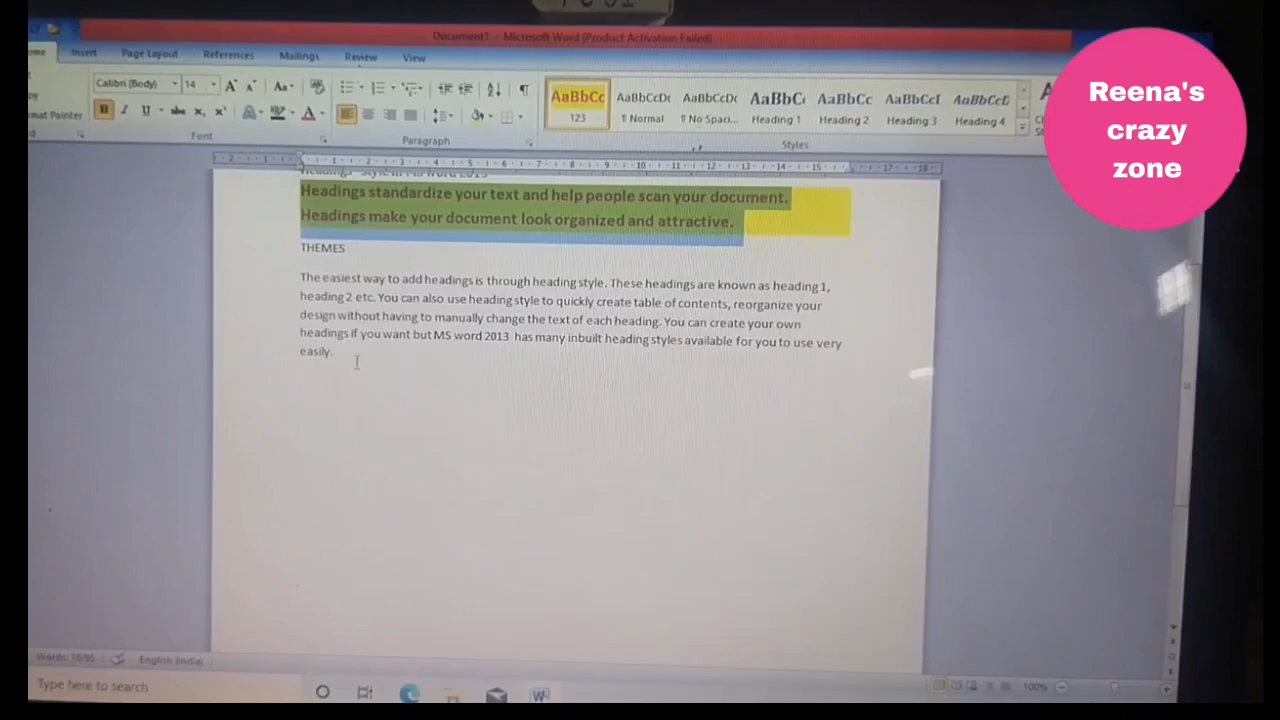 Document1 - Microsoft Word (Product Activation Failed)
Insert Page Layout References Mailings Review View
Calibri (Body) 14
AaBbCc AaBbCcDc AaBbCcDc AaBbC AaBbCc AaBbCcI AaBbCcD
mat Painter
123 ¶ Normal ¶ No Spaci... Heading 1 Heading 2 Heading 3 Heading 4
Font Paragraph Styles
Headings standardize your text and help people scan your document.
Headings make your document look organized and attractive.
THEMES
The easiest way to add headings is through heading style. These headings are known as heading 1,
heading 2 etc. You can also use heading style to quickly create table of contents, reorganize your
design without having to manually change the text of each heading. You can create your own
headings if you want but MS word 2013 has many inbuilt heading styles available for you to use very
easily.
Words: 18/95 English (India) 100%
Type here to search
Reena's
crazy
zone